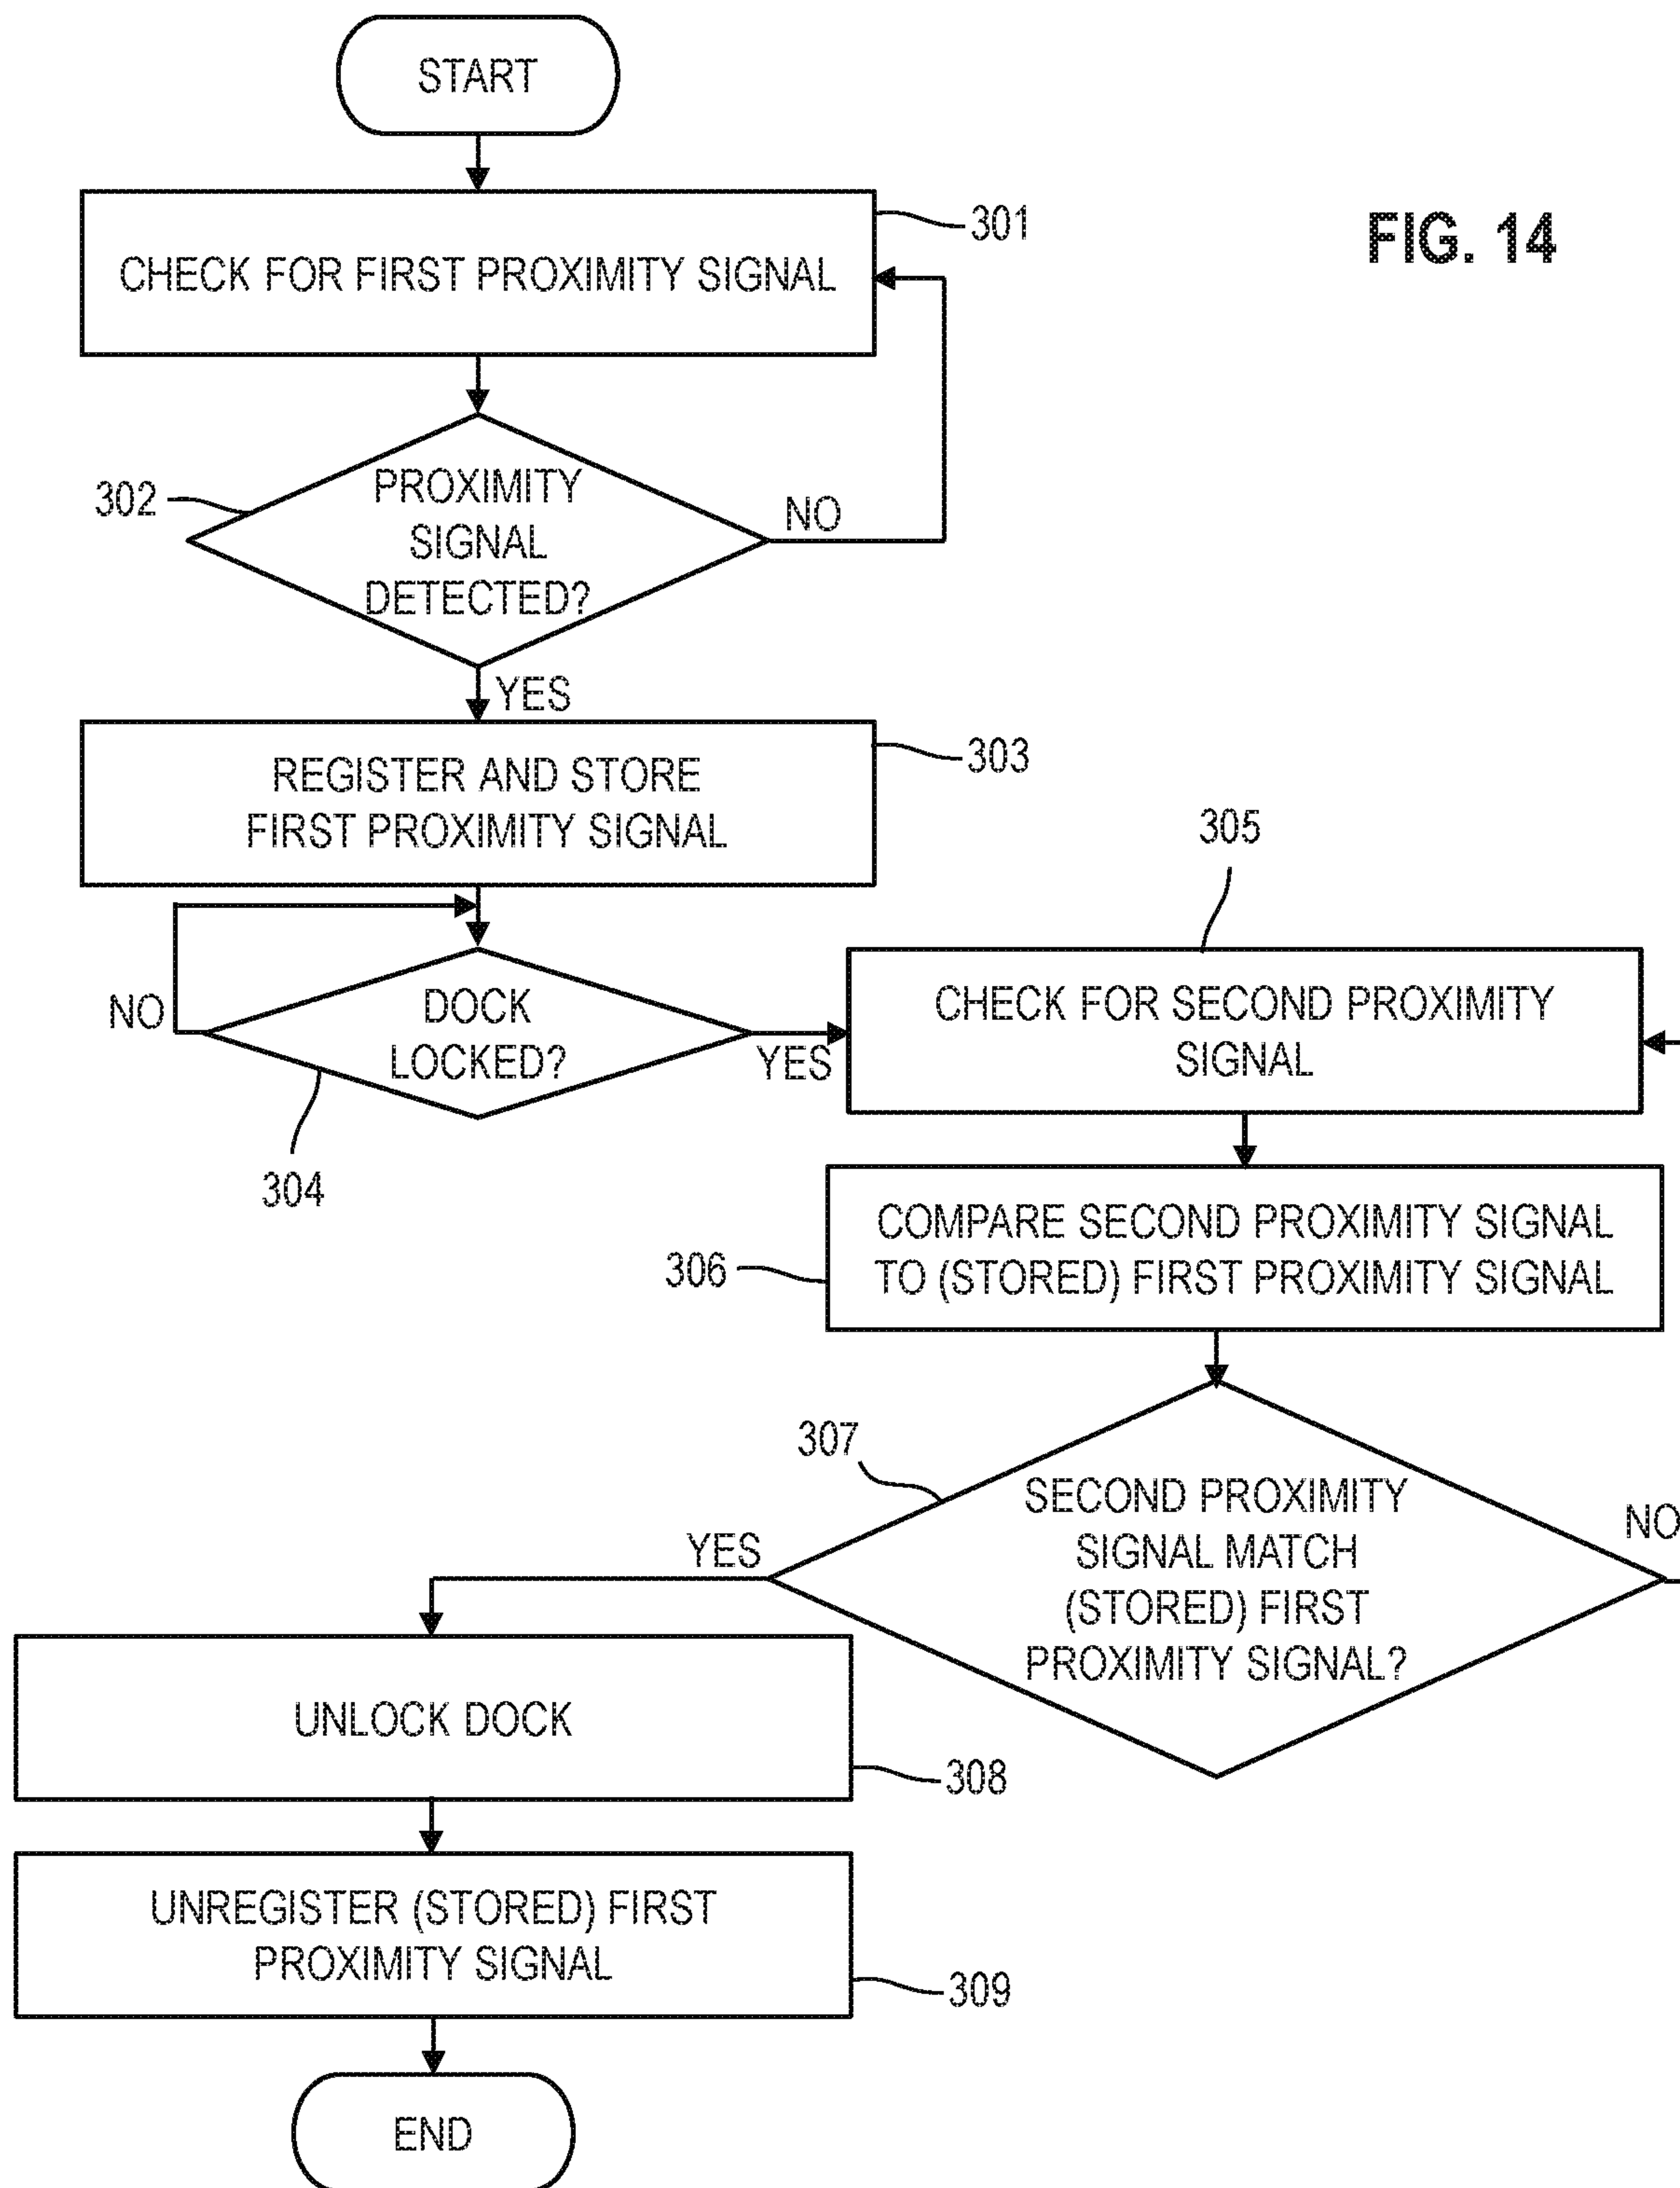 START
FIG. 14
301
CHECK FOR FIRST PROXIMITY SIGNAL
302
PROXIMITY
SIGNAL
DETECTED?
NO
YES
303
REGISTER AND STORE
FIRST PROXIMITY SIGNAL
304
DOCK
LOCKED?
NO
YES
305
CHECK FOR SECOND PROXIMITY
SIGNAL
306
COMPARE SECOND PROXIMITY SIGNAL
TO (STORED) FIRST PROXIMITY SIGNAL
307
SECOND PROXIMITY
SIGNAL MATCH
(STORED) FIRST
PROXIMITY SIGNAL?
YES
NO
UNLOCK DOCK
308
UNREGISTER (STORED) FIRST
PROXIMITY SIGNAL
309
END